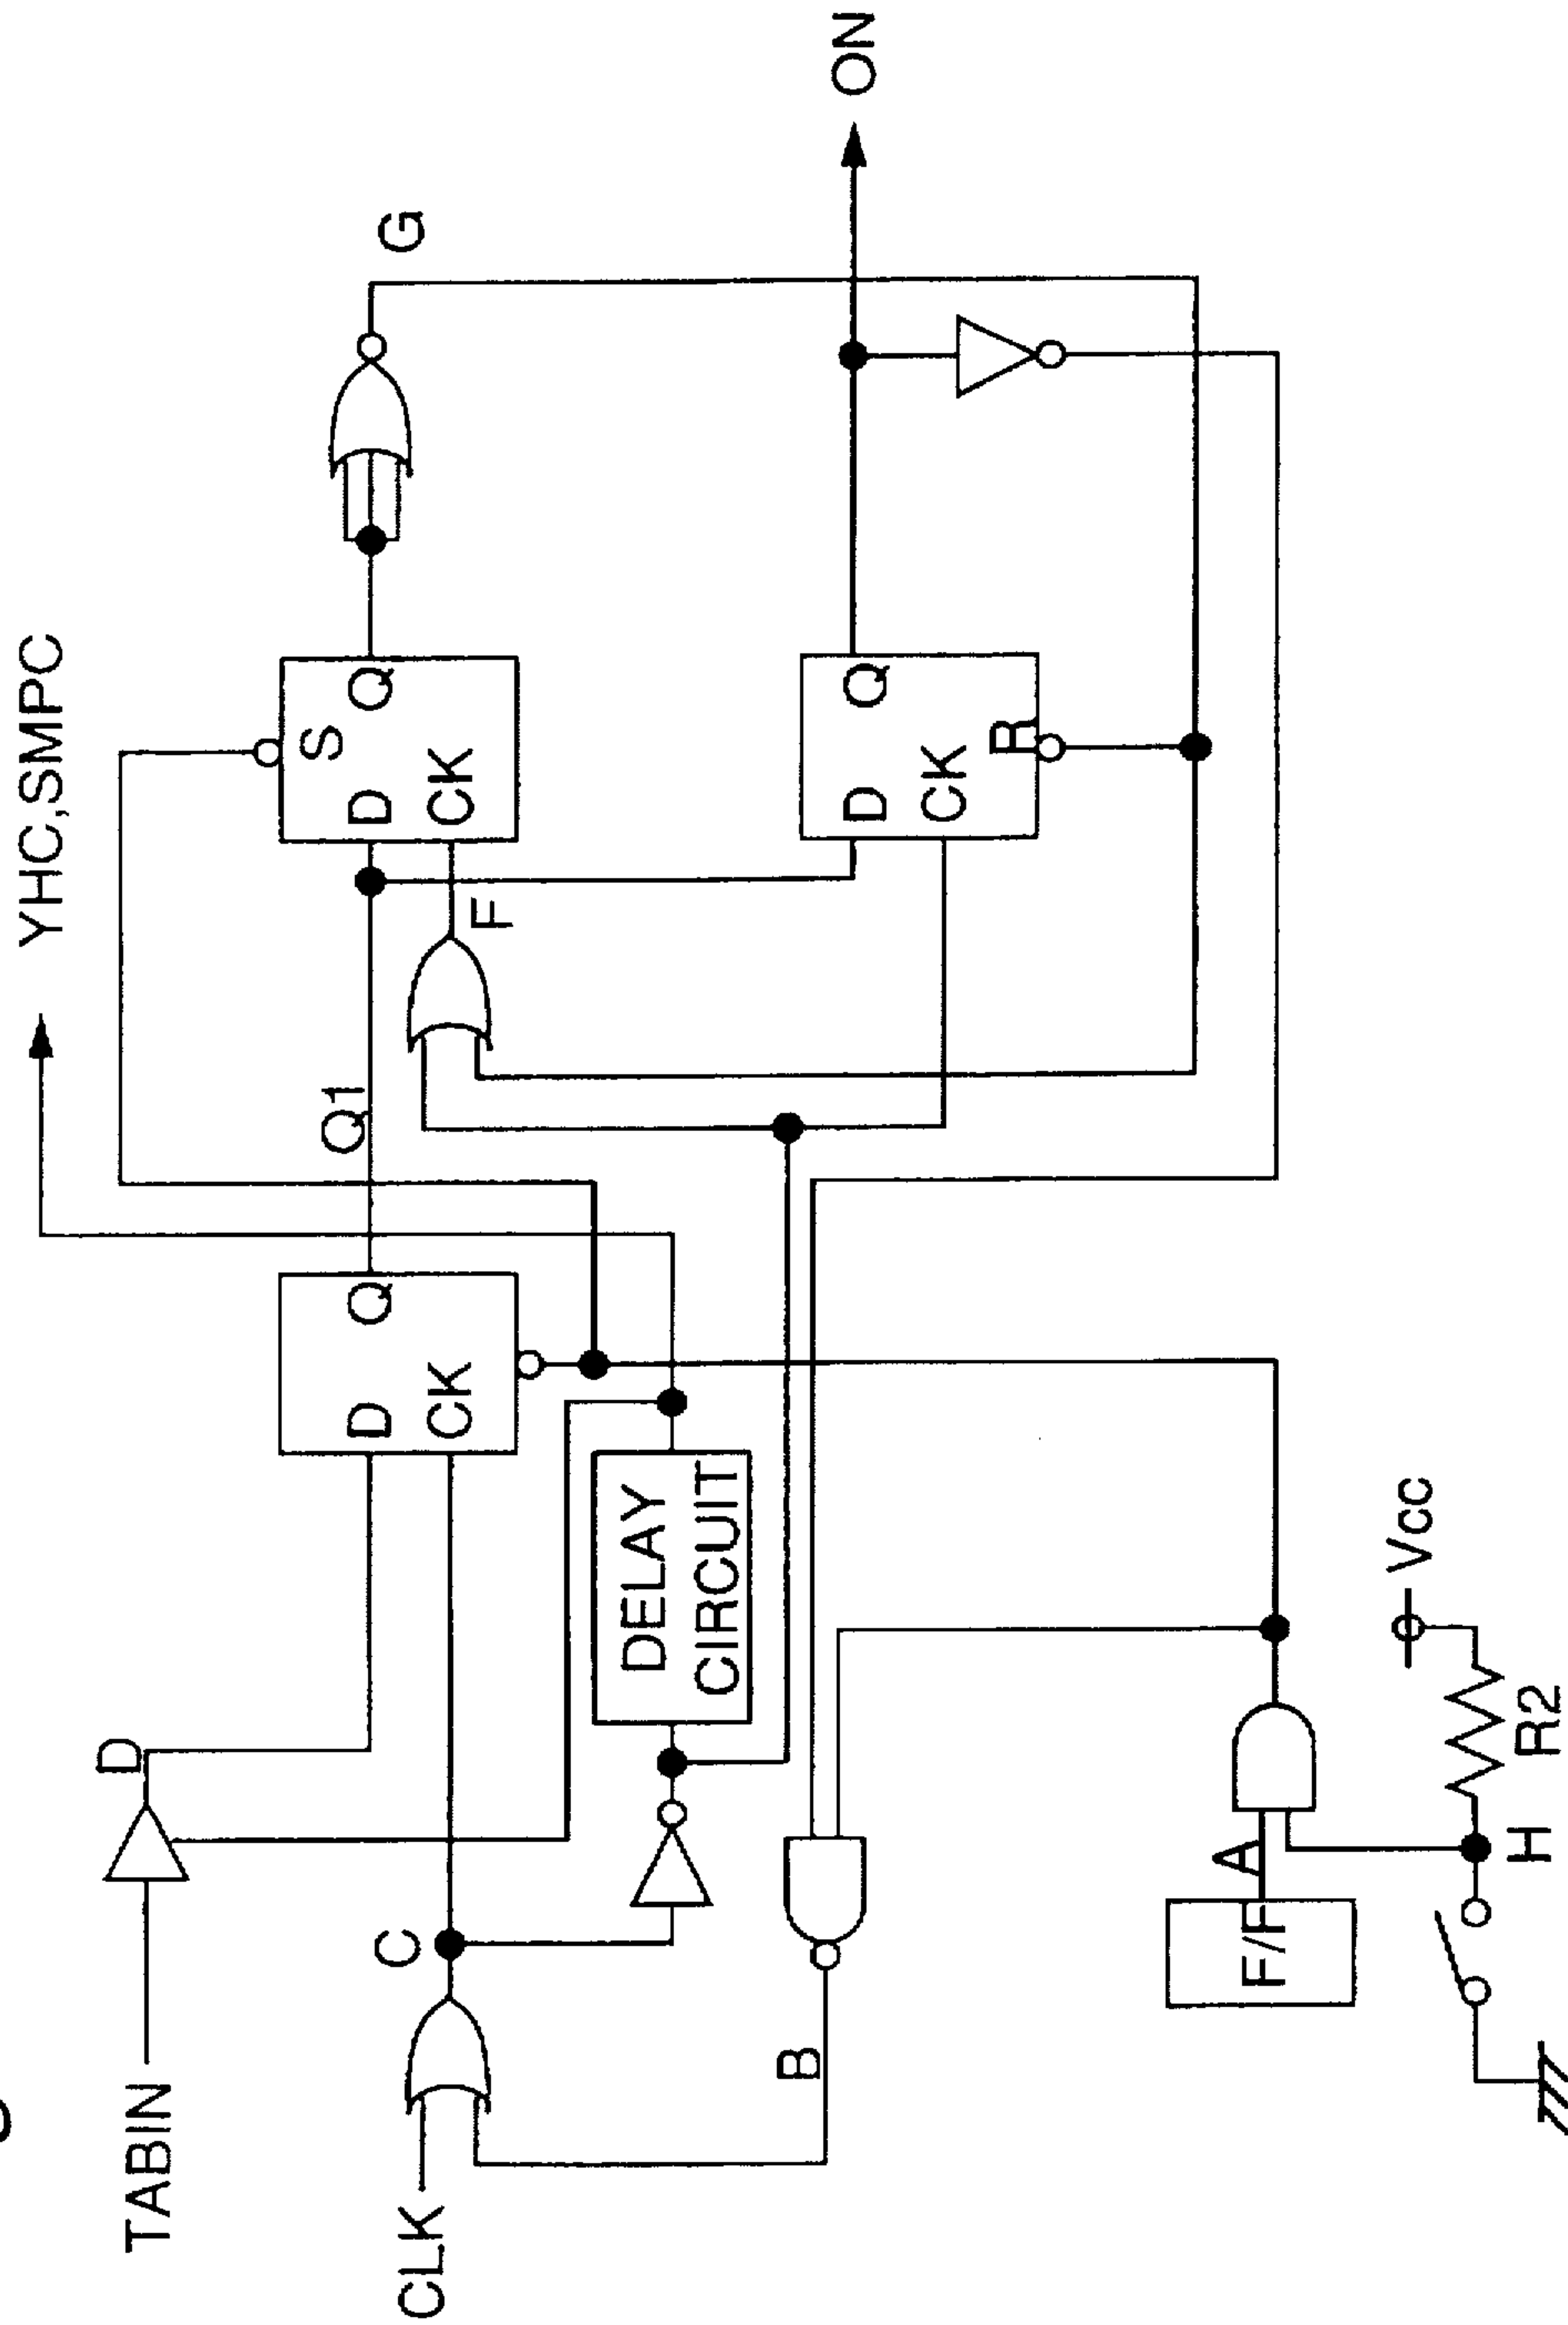 YHC,SMPC
TABIN
D
D
Q
CK
Q1
S
D
Q
CK
G
CLK
C
F
DELAY
CIRCUIT
B
D
Q
CK
R
ON
F/F
A
H
R2
Vcc